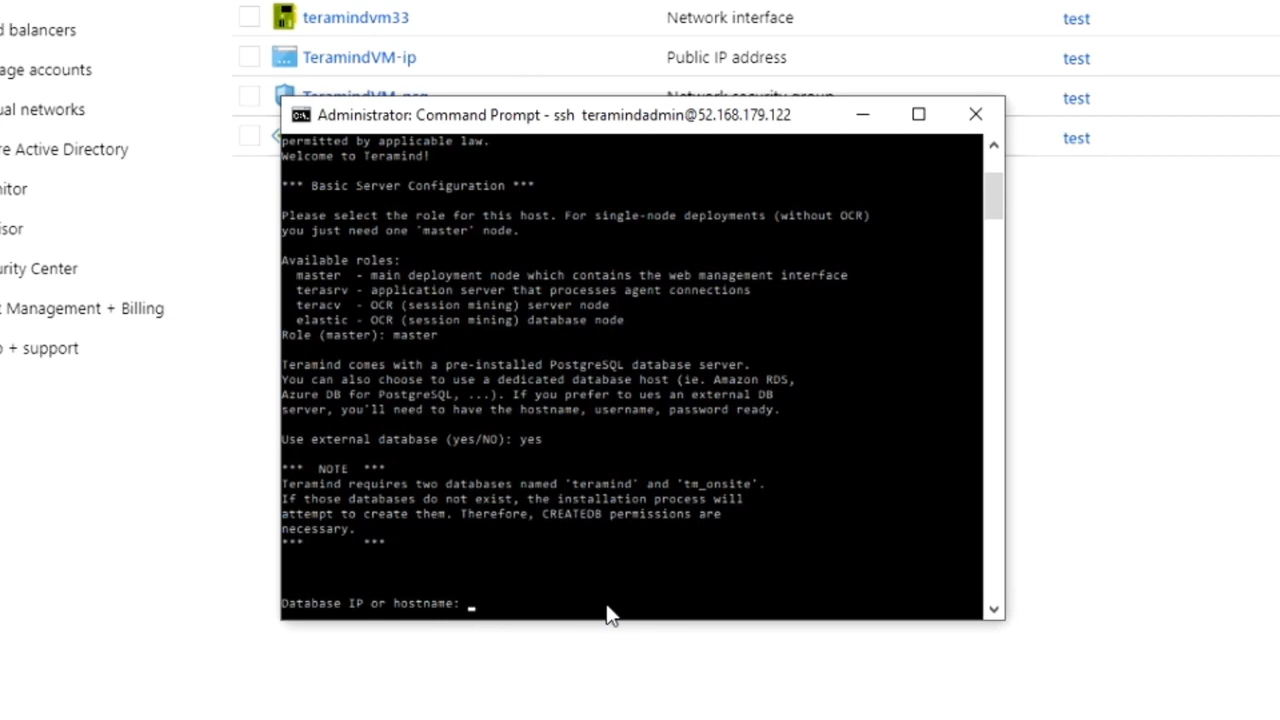 d balancers
age accounts
ual networks
re Active Directory
nitor
isor
urity Center
t Management + Billing
o + support
teramindvm33 Network interface test
TeramindVM-ip Public IP address test
test
test
Administrator: Command Prompt - ssh teramindadmin@52.168.179.122
permitted by applicable law.
Welcome to Teramind!
*** Basic Server Configuration ***
Please select the role for this host. For single-node deployments (without OCR)
you just need one `master` node.
Available roles:
master - main deployment node which contains the web management interface
terasrv - application server that processes agent connections
teracv - OCR (session mining) server node
elastic - OCR (session mining) database node
Role (master): master
Teramind comes with a pre-installed PostgreSQL database server.
You can also choose to use a dedicated database host (ie. Amazon RDS,
Azure DB for PostgreSQL, ...). If you prefer to ues an external DB
server, you'll need to have the hostname, username, password ready.
Use external database (yes/NO): yes
*** NOTE ***
Teramind requires two databases named `teramind' and `tm_onsite'.
If those databases do not exist, the installation process will
attempt to create them. Therefore, CREATEDB permissions are
necessary.
*** ***
Database IP or hostname: